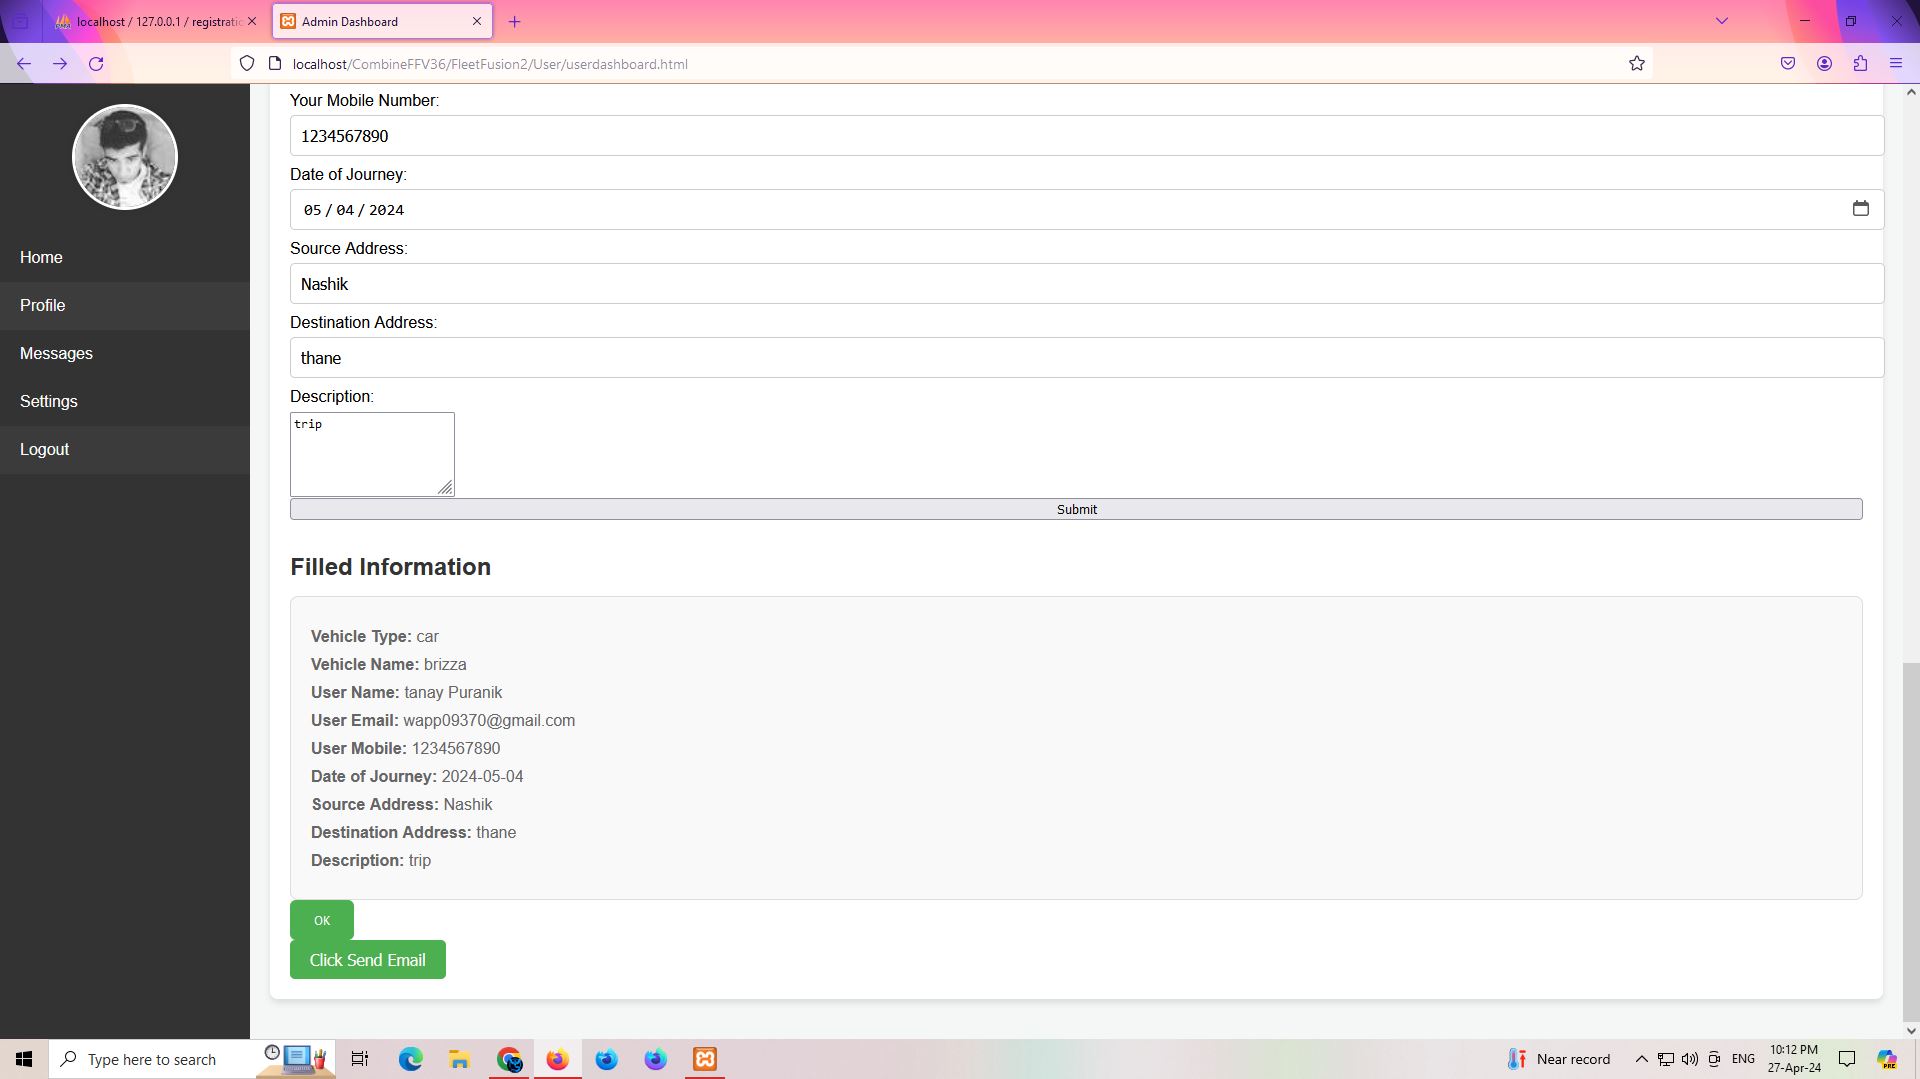 localhost / 127.0.0.1 / registratio
Admin Dashboard
localhost/CombineFFV36/FleetFusion2/User/userdashboard.html
Home
Profile
Messages
Settings
Logout
Your Mobile Number:
1234567890
Date of Journey:
05 / 04 / 2024
Source Address:
Nashik
Destination Address:
thane
Description:
trip
Submit
Filled Information
Vehicle Type: car
Vehicle Name: brizza
User Name: tanay Puranik
User Email: wapp09370@gmail.com
User Mobile: 1234567890
Date of Journey: 2024-05-04
Source Address: Nashik
Destination Address: thane
Description: trip
OK
Click Send Email
Type here to search
Near record
ENG
10:12 PM
27-Apr-24